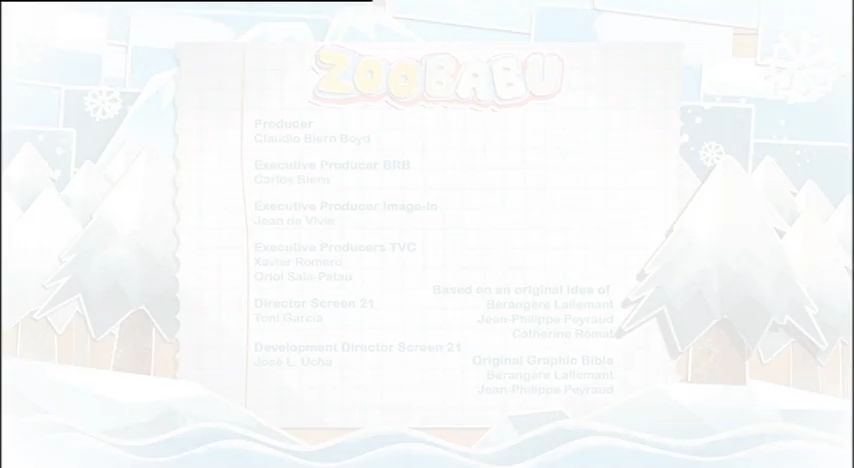 ZOOBABU
Producer
Claudio Biern Boyd
Executive Producer BRB
Carlos Biern
Executive Producer Image-in
Jean de Vivie
Executive Producers TVC
Xavier Romero
Oriol Sala-Patau
Director Screen 21
Toni Garcia
Development Director Screen 21
José L. Ucha
Based on an original idea of
Bérangère Lallemant
Jean-Philippe Peyraud
Catherine Romat
Original Graphic Bible
Bérangère Lallemant
Jean-Philippe Peyraud